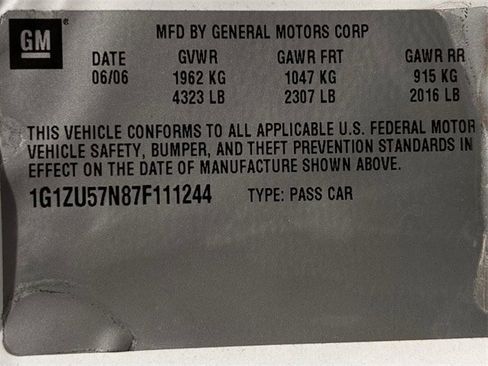 GM
MFD BY GENERAL MOTORS CORP
DATE GVWR GAWR FRT GAWR RR
06/06 1962 KG 1047 KG 915 KG
4323 LB 2307 LB 2016 LB
THIS VEHICLE CONFORMS TO ALL APPLICABLE U.S. FEDERAL MOTOR
VEHICLE SAFETY, BUMPER, AND THEFT PREVENTION STANDARDS IN
EFFECT ON THE DATE OF MANUFACTURE SHOWN ABOVE.
1G1ZU57N87F111244 TYPE: PASS CAR